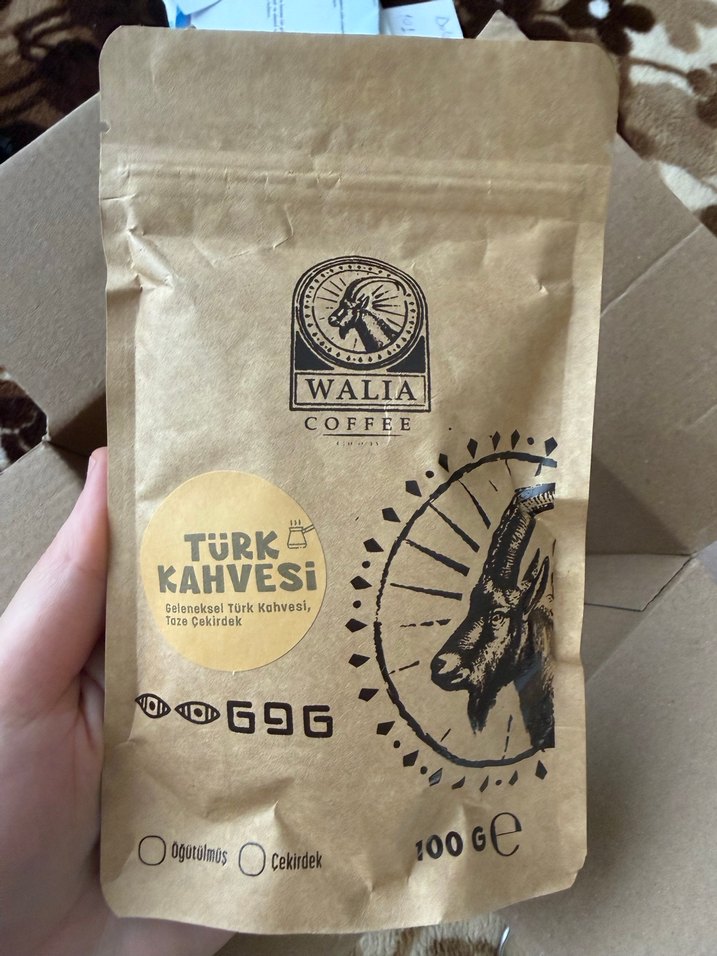 WALIA
COFFEE
TÜRK
KAHVESİ
Geleneksel Türk Kahvesi,
Taze Çekirdek
Öğütülmüş
Çekirdek
100 G℮